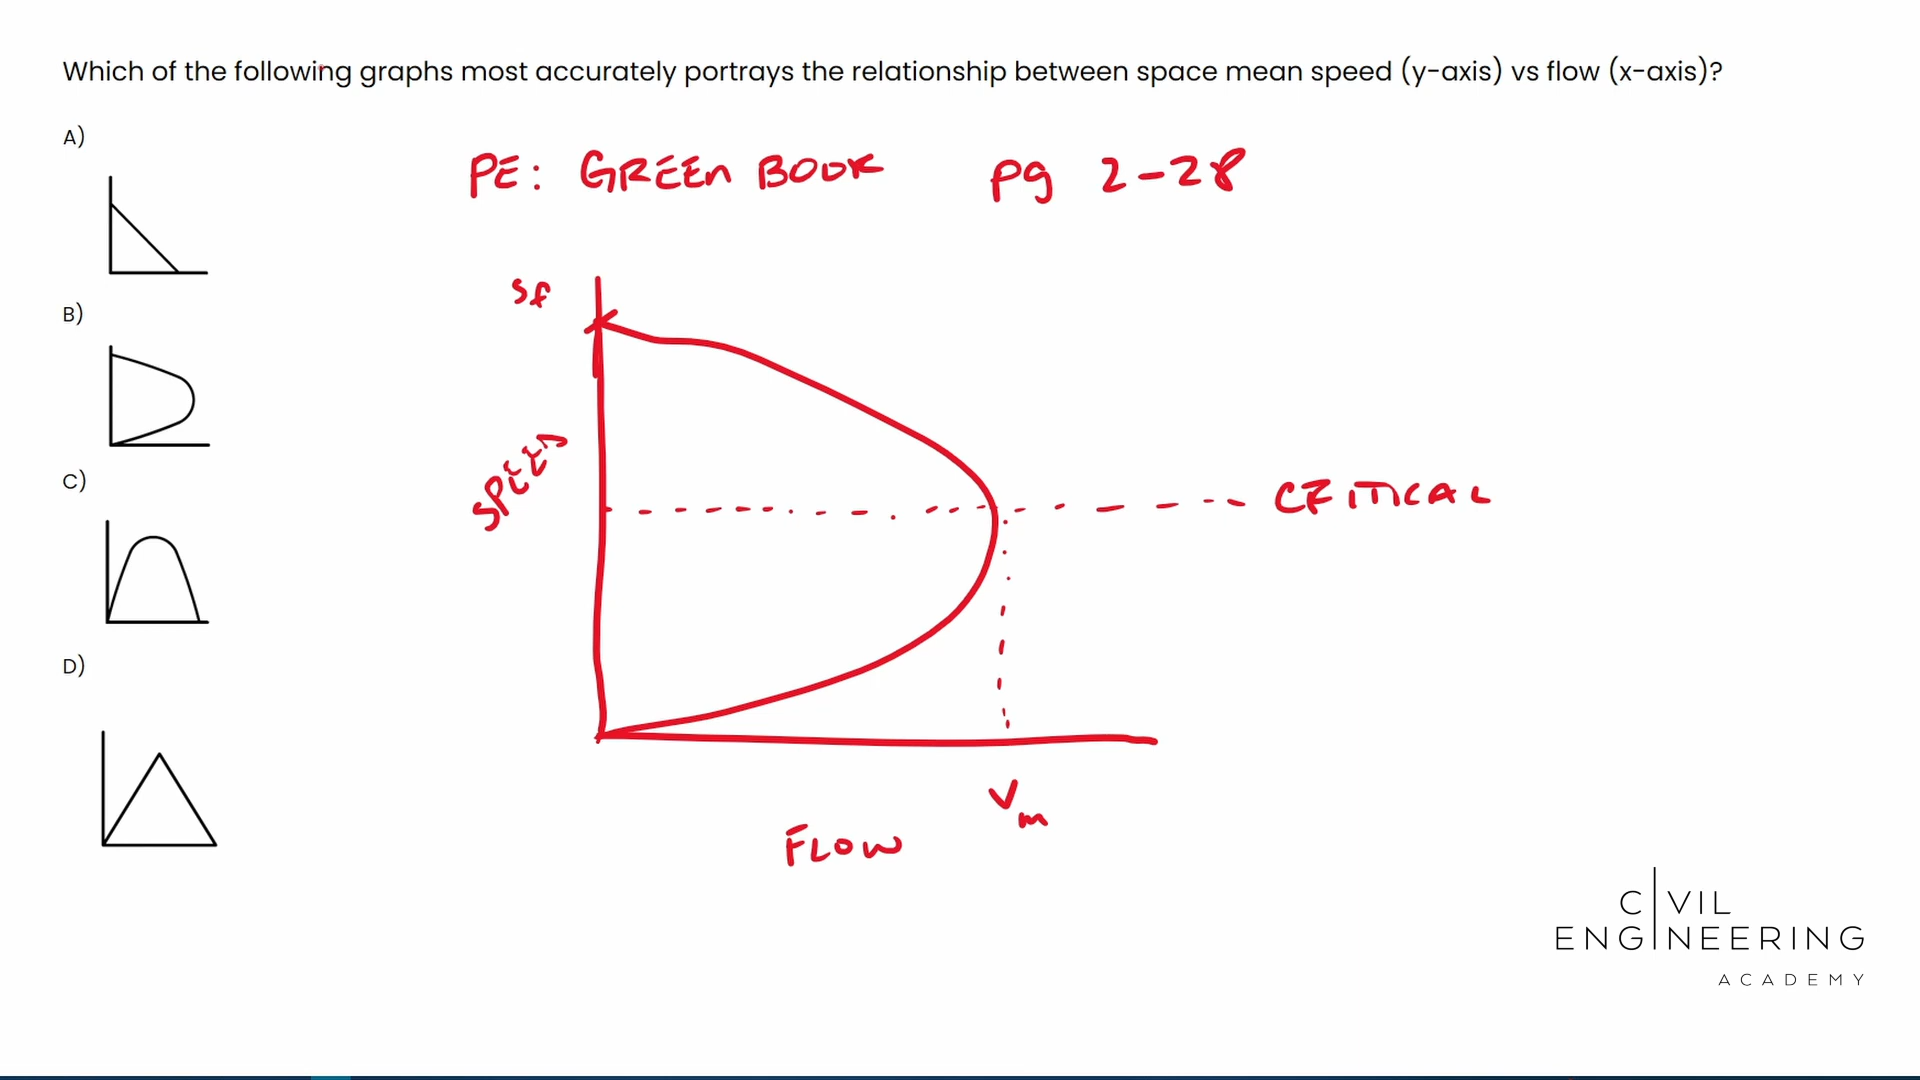 Which of the following graphs most accurately portrays the relationship between space mean speed (y-axis) vs flow (x-axis)?
A)
PE: GREEN BOOK pg 2-28
Sf
B)
SPEED
C)
CRITICAL
D)
Vm
FLOW
CIVIL
ENGINEERING
ACADEMY